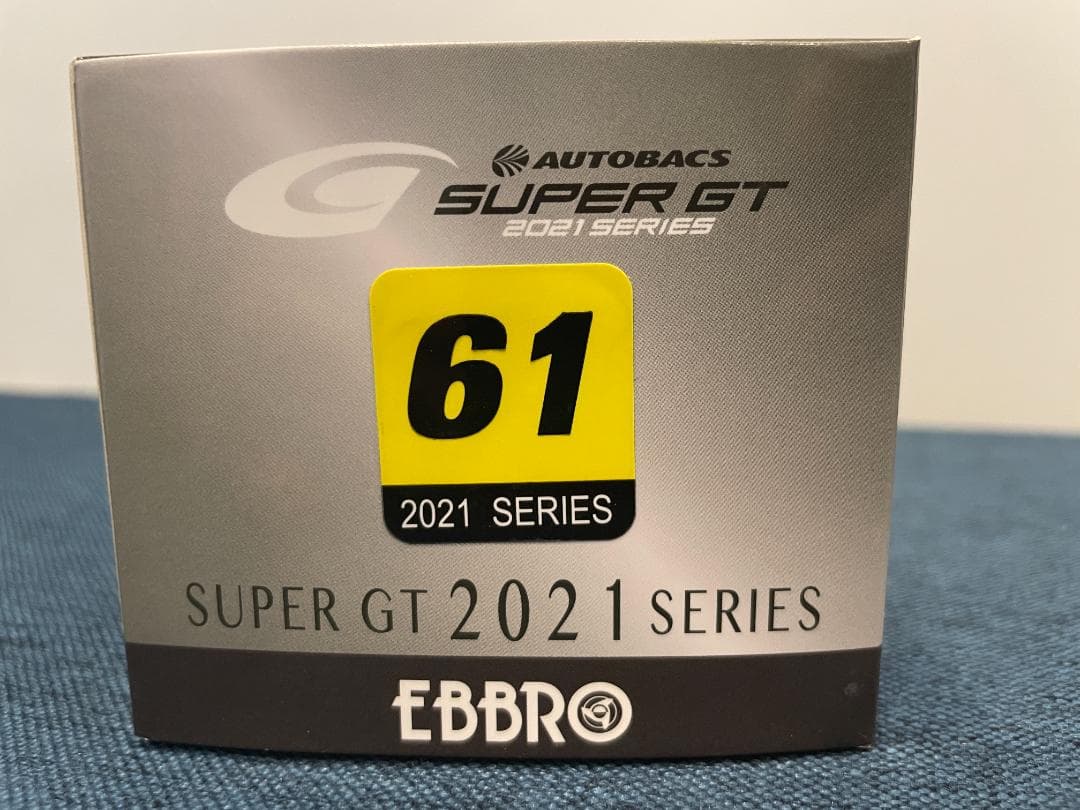 AUTOBACS
SUPER GT
2021 SERIES
61
2021 SERIES
SUPER GT 2021 SERIES
EBBRO